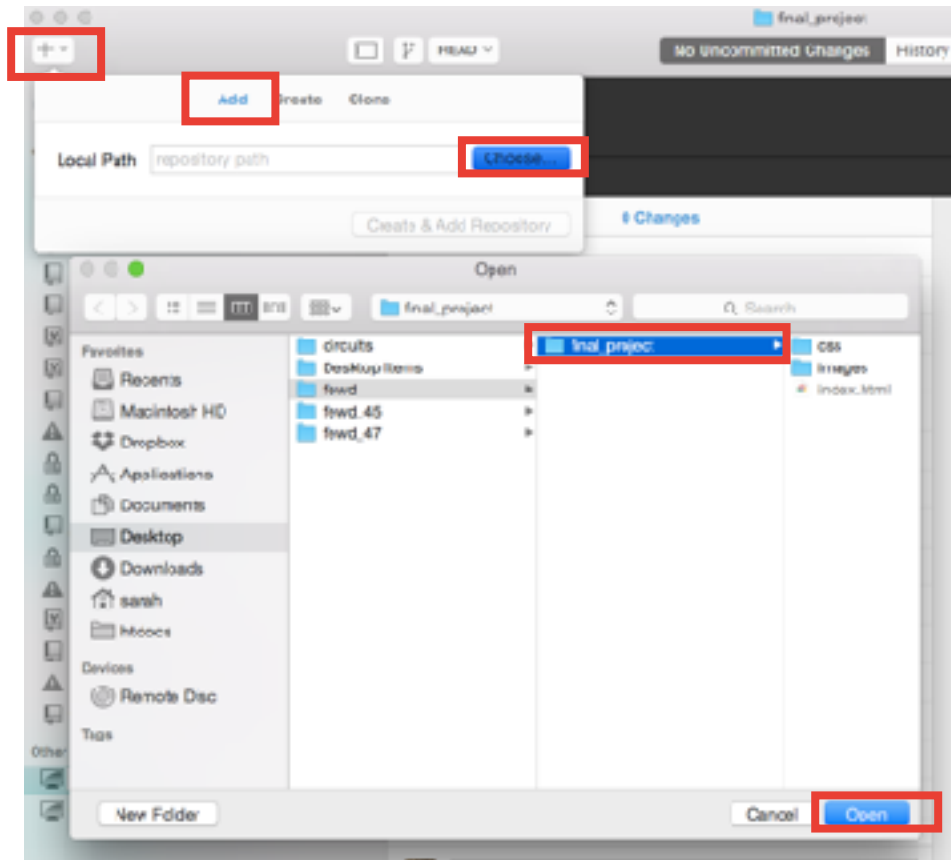 final_project
HEAD
No Uncommitted Changes History
Add Create Clone
Local Path repository path Choose...
Create & Add Repository
Changes
Open
final_project Search
Favorites
Recents
Macintosh HD
Dropbox
Applications
Documents
Desktop
Downloads
sarah
htdocs
Devices
Remote Disc
Tags
Other
circuits
Desktop Items
fewd
fewd_45
fewd_47
final_project
css
images
index.html
New Folder Cancel Open